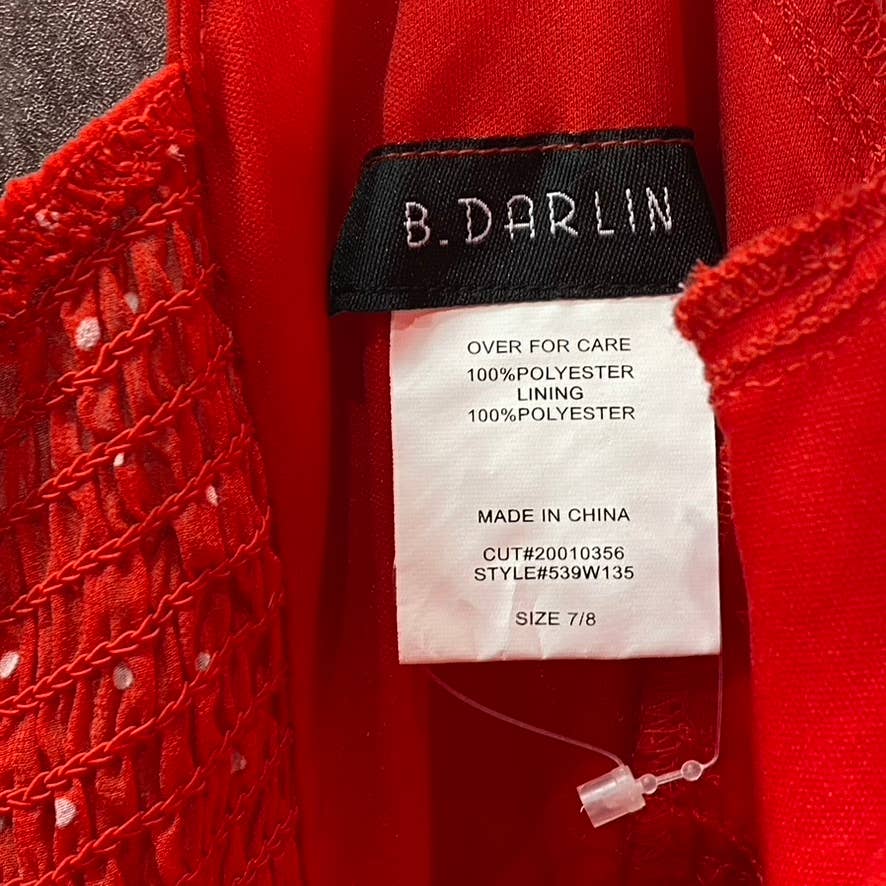 B.DARLIN
OVER FOR CARE
100%POLYESTER
LINING
100%POLYESTER
MADE IN CHINA
CUT#20010356
STYLE#539W135
SIZE 7/8